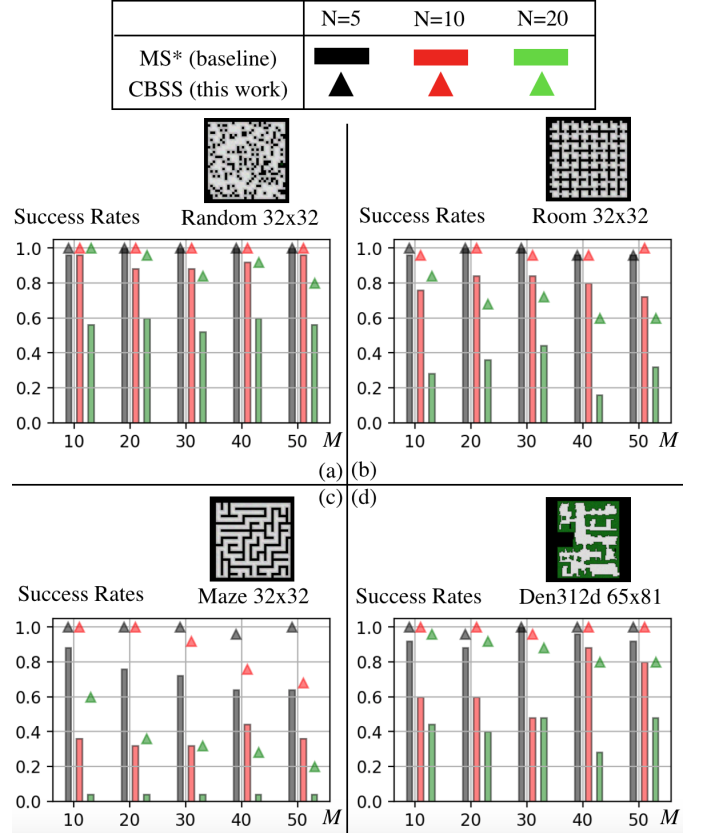 N=5 N=10 N=20
MS* (baseline)
CBSS (this work)
Success Rates Random 32x32
1.0
0.8
0.6
0.4
0.2
0.0
10 20 30 40 50 M
(a)
Success Rates Room 32x32
1.0
0.8
0.6
0.4
0.2
0.0
10 20 30 40 50 M
(b)
(c)
Success Rates Maze 32x32
1.0
0.8
0.6
0.4
0.2
0.0
10 20 30 40 50 M
(d)
Success Rates Den312d 65x81
1.0
0.8
0.6
0.4
0.2
0.0
10 20 30 40 50 M